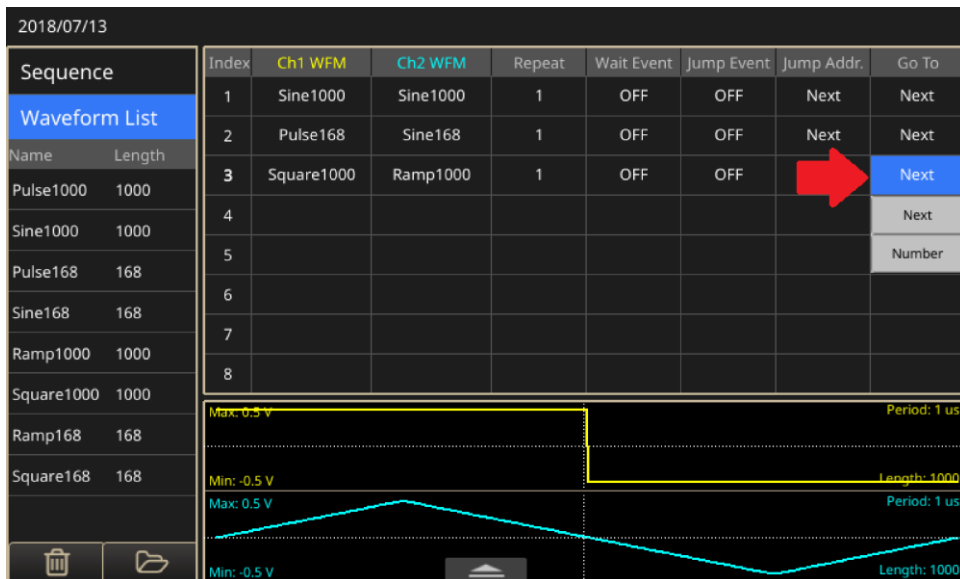 2018/07/13
Sequence
Waveform List
Name Length
Pulse1000 1000
Sine1000 1000
Pulse168 168
Sine168 168
Ramp1000 1000
Square1000 1000
Ramp168 168
Square168 168
Index Ch1 WFM Ch2 WFM Repeat Wait Event Jump Event Jump Addr. Go To
1 Sine1000 Sine1000 1 OFF OFF Next Next
2 Pulse168 Sine168 1 OFF OFF Next Next
3 Square1000 Ramp1000 1 OFF OFF Next
4 Next
5 Number
6
7
8
Max: 0.5 V Period: 1 us
Min: -0.5 V Length: 1000
Max: 0.5 V Period: 1 us
Min: -0.5 V Length: 1000